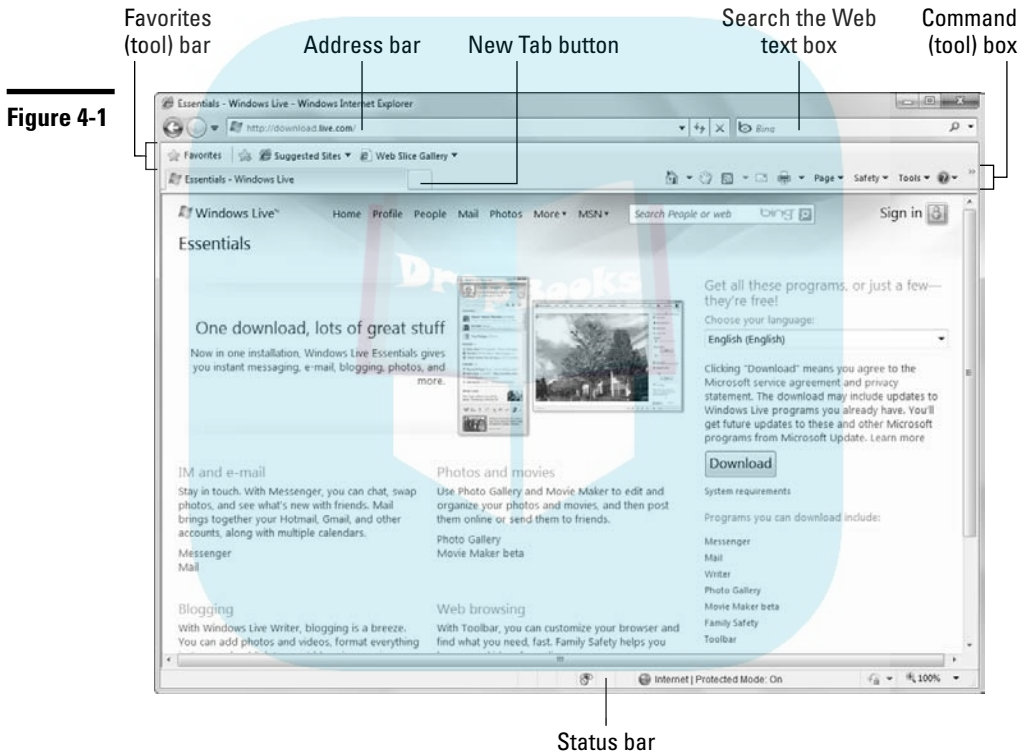 Favorites
(tool) bar
Address bar
New Tab button
Search the Web
text box
Command
(tool) box
Figure 4-1
Essentials - Windows Live - Windows Internet Explorer
http://download.live.com/
Bing
Favorites
Suggested Sites
Web Slice Gallery
Essentials - Windows Live
Page
Safety
Tools
Windows Live
Home Profile People Mail Photos More MSN
Search People or web
bing
Sign in
Essentials
Drop Books
One download, lots of great stuff
Now in one installation, Windows Live Essentials gives
you instant messaging, e-mail, blogging, photos, and
more.
Get all these programs, or just a few—
they're free!
Choose your language:
English (English)
Clicking "Download" means you agree to the
Microsoft service agreement and privacy
statement. The download may include updates to
Windows Live programs you already have. You'll
get future updates to these and other Microsoft
programs from Microsoft Update. Learn more
Download
System requirements
Programs you can download include:
Messenger
Mail
Writer
Photo Gallery
Movie Maker beta
Family Safety
Toolbar
IM and e-mail
Stay in touch. With Messenger, you can chat, swap
photos, and see what's new with friends. Mail
brings together your Hotmail, Gmail, and other
accounts, along with multiple calendars.
Messenger
Mail
Photos and movies
Use Photo Gallery and Movie Maker to edit and
organize your photos and movies, and then post
them online or send them to friends.
Photo Gallery
Movie Maker beta
Blogging
With Windows Live Writer, blogging is a breeze.
You can add photos and videos, format everything
Web browsing
With Toolbar, you can customize your browser and
find what you need, fast. Family Safety helps you
Internet | Protected Mode: On
100%
Status bar